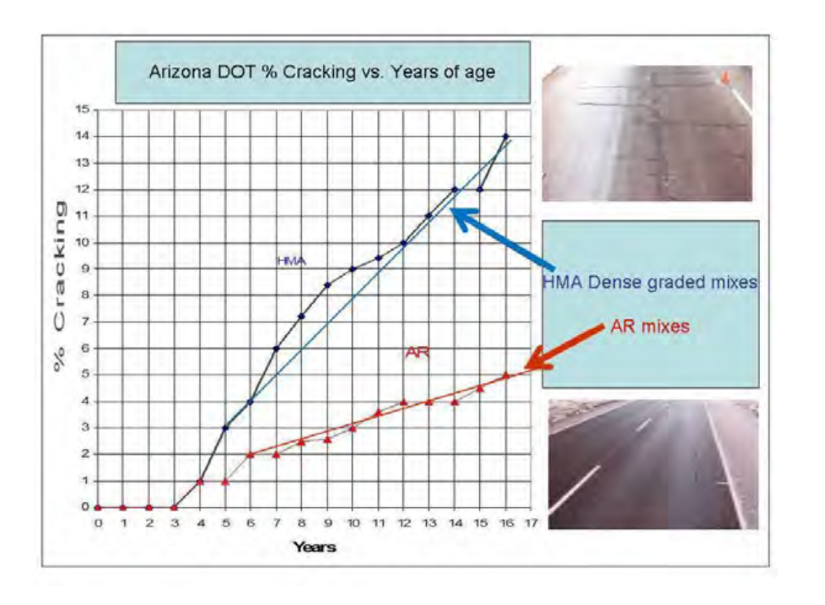 Arizona DOT % Cracking vs. Years of age
15
14
13
12
11
10
9
8
7
6
5
4
3
2
1
0
% Cracking
HMA
AR
0 1 2 3 4 5 6 7 8 9 10 11 12 13 14 15 16 17
Years
HMA Dense graded mixes
AR mixes